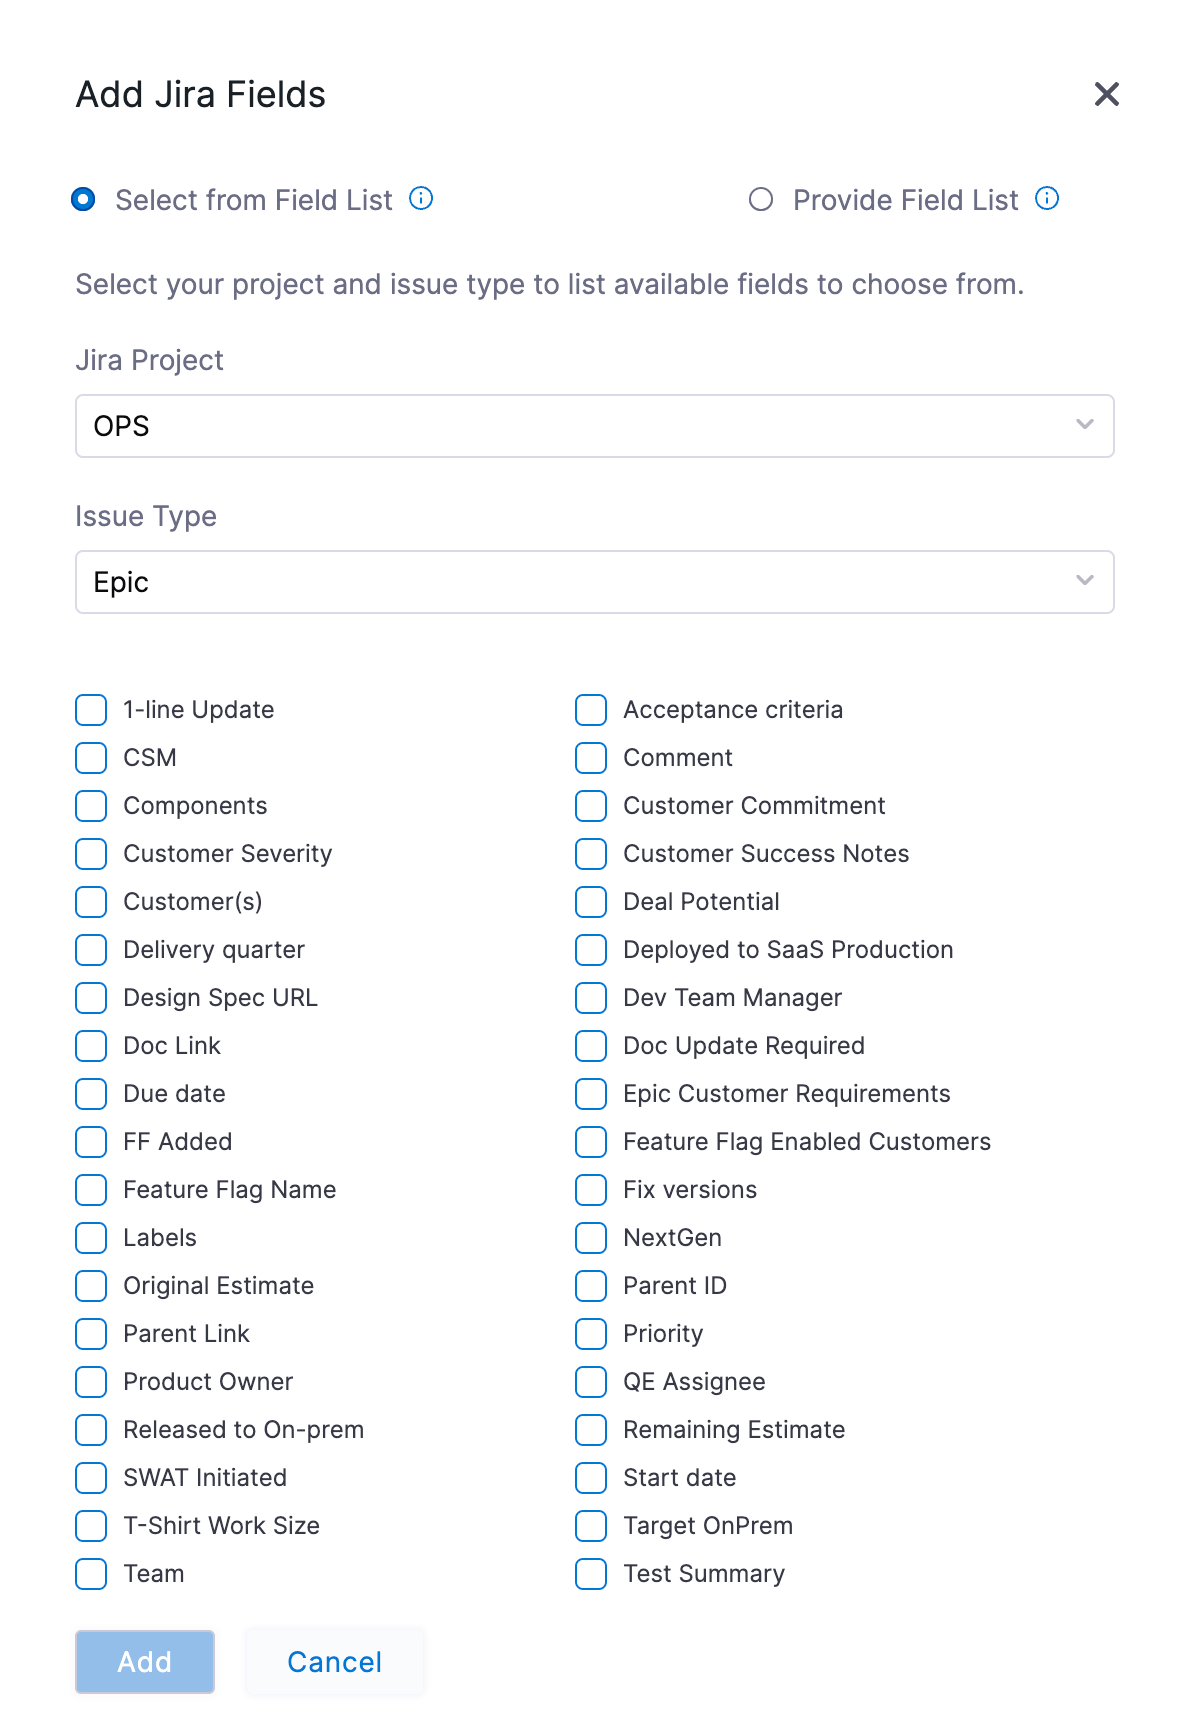 Add Jira Fields
Select from Field List
Provide Field List
Select your project and issue type to list available fields to choose from.
Jira Project
OPS
Issue Type
Epic
1-line Update
Acceptance criteria
CSM
Comment
Components
Customer Commitment
Customer Severity
Customer Success Notes
Customer(s)
Deal Potential
Delivery quarter
Deployed to SaaS Production
Design Spec URL
Dev Team Manager
Doc Link
Doc Update Required
Due date
Epic Customer Requirements
FF Added
Feature Flag Enabled Customers
Feature Flag Name
Fix versions
Labels
NextGen
Original Estimate
Parent ID
Parent Link
Priority
Product Owner
QE Assignee
Released to On-prem
Remaining Estimate
SWAT Initiated
Start date
T-Shirt Work Size
Target OnPrem
Team
Test Summary
Add
Cancel